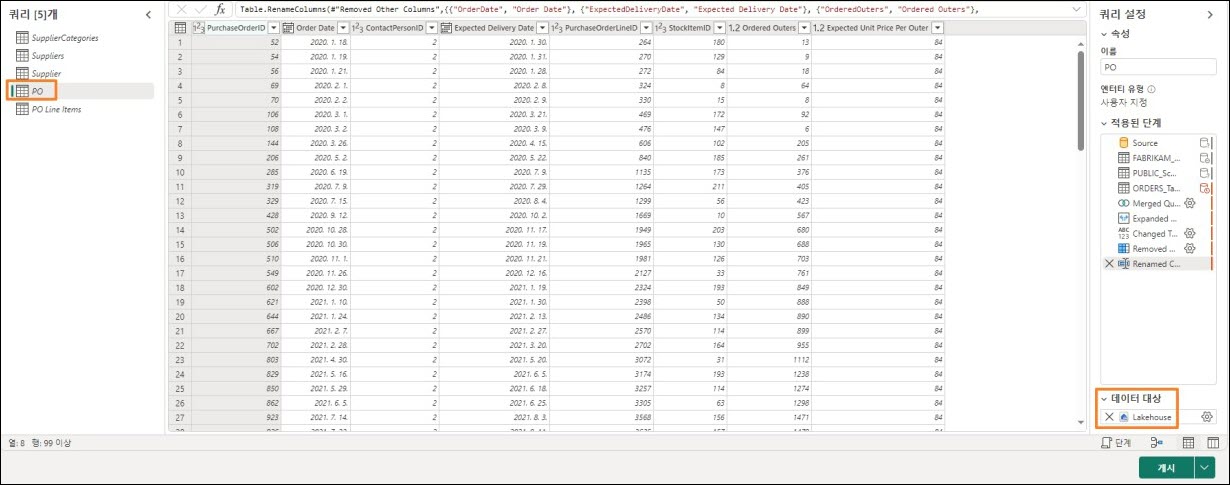 쿼리 [5]개
SupplierCategories
Suppliers
Supplier
PO
PO Line Items
fx Table.RenameColumns(#"Removed Other Columns",{{"OrderDate", "Order Date"}, {"ExpectedDeliveryDate", "Expected Delivery Date"}, {"OrderedOuters", "Ordered Outers"},
1²3 PurchaseOrderID Order Date 1²3 ContactPersonID Expected Delivery Date 1²3 PurchaseOrderLineID 1²3 StockItemID 1.2 Ordered Outers 1.2 Expected Unit Price Per Outer
1 52 2020. 1. 18. 2 2020. 1. 30. 264 180 13 84
2 54 2020. 1. 19. 2 2020. 1. 31. 270 129 9 84
3 56 2020. 1. 21. 2 2020. 1. 28. 272 84 18 84
4 69 2020. 2. 1. 2 2020. 2. 8. 324 8 64 84
5 70 2020. 2. 2. 2 2020. 2. 9. 330 15 8 84
6 106 2020. 3. 1. 2 2020. 3. 21. 469 172 92 84
7 108 2020. 3. 2. 2 2020. 3. 9. 476 147 6 84
8 144 2020. 3. 26. 2 2020. 4. 15. 606 102 205 84
9 206 2020. 5. 2. 2 2020. 5. 22. 840 185 261 84
10 285 2020. 6. 19. 2 2020. 7. 9. 1135 173 376 84
11 319 2020. 7. 9. 2 2020. 7. 29. 1264 211 405 84
12 329 2020. 7. 15. 2 2020. 8. 4. 1299 56 423 84
13 428 2020. 9. 12. 2 2020. 10. 2. 1669 10 567 84
14 502 2020. 10. 28. 2 2020. 11. 17. 1949 203 680 84
15 506 2020. 10. 30. 2 2020. 11. 19. 1965 130 688 84
16 510 2020. 11. 1. 2 2020. 11. 21. 1981 126 703 84
17 549 2020. 11. 26. 2 2020. 12. 16. 2127 33 761 84
18 602 2020. 12. 30. 2 2021. 1. 19. 2324 193 849 84
19 621 2021. 1. 10. 2 2021. 1. 30. 2398 50 888 84
20 644 2021. 1. 24. 2 2021. 2. 13. 2486 134 890 84
21 667 2021. 2. 7. 2 2021. 2. 27. 2570 114 899 84
22 702 2021. 2. 28. 2 2021. 3. 20. 2702 164 955 84
23 803 2021. 4. 30. 2 2021. 5. 20. 3072 31 1112 84
24 829 2021. 5. 16. 2 2021. 6. 5. 3174 193 1238 84
25 850 2021. 5. 29. 2 2021. 6. 18. 3257 114 1274 84
26 862 2021. 6. 5. 2 2021. 6. 25. 3305 63 1298 84
27 923 2021. 7. 14. 2 2021. 8. 3. 3568 156 1471 84
열: 8 행: 99 이상
쿼리 설정
속성
이름
PO
엔터티 유형
사용자 지정
적용된 단계
Source
FABRIKAM_...
PUBLIC_Sc...
ORDERS_Ta...
Merged Qu...
Expanded ...
ABC 123 Changed T...
Removed ...
Renamed C...
데이터 대상
Lakehouse
단계
게시